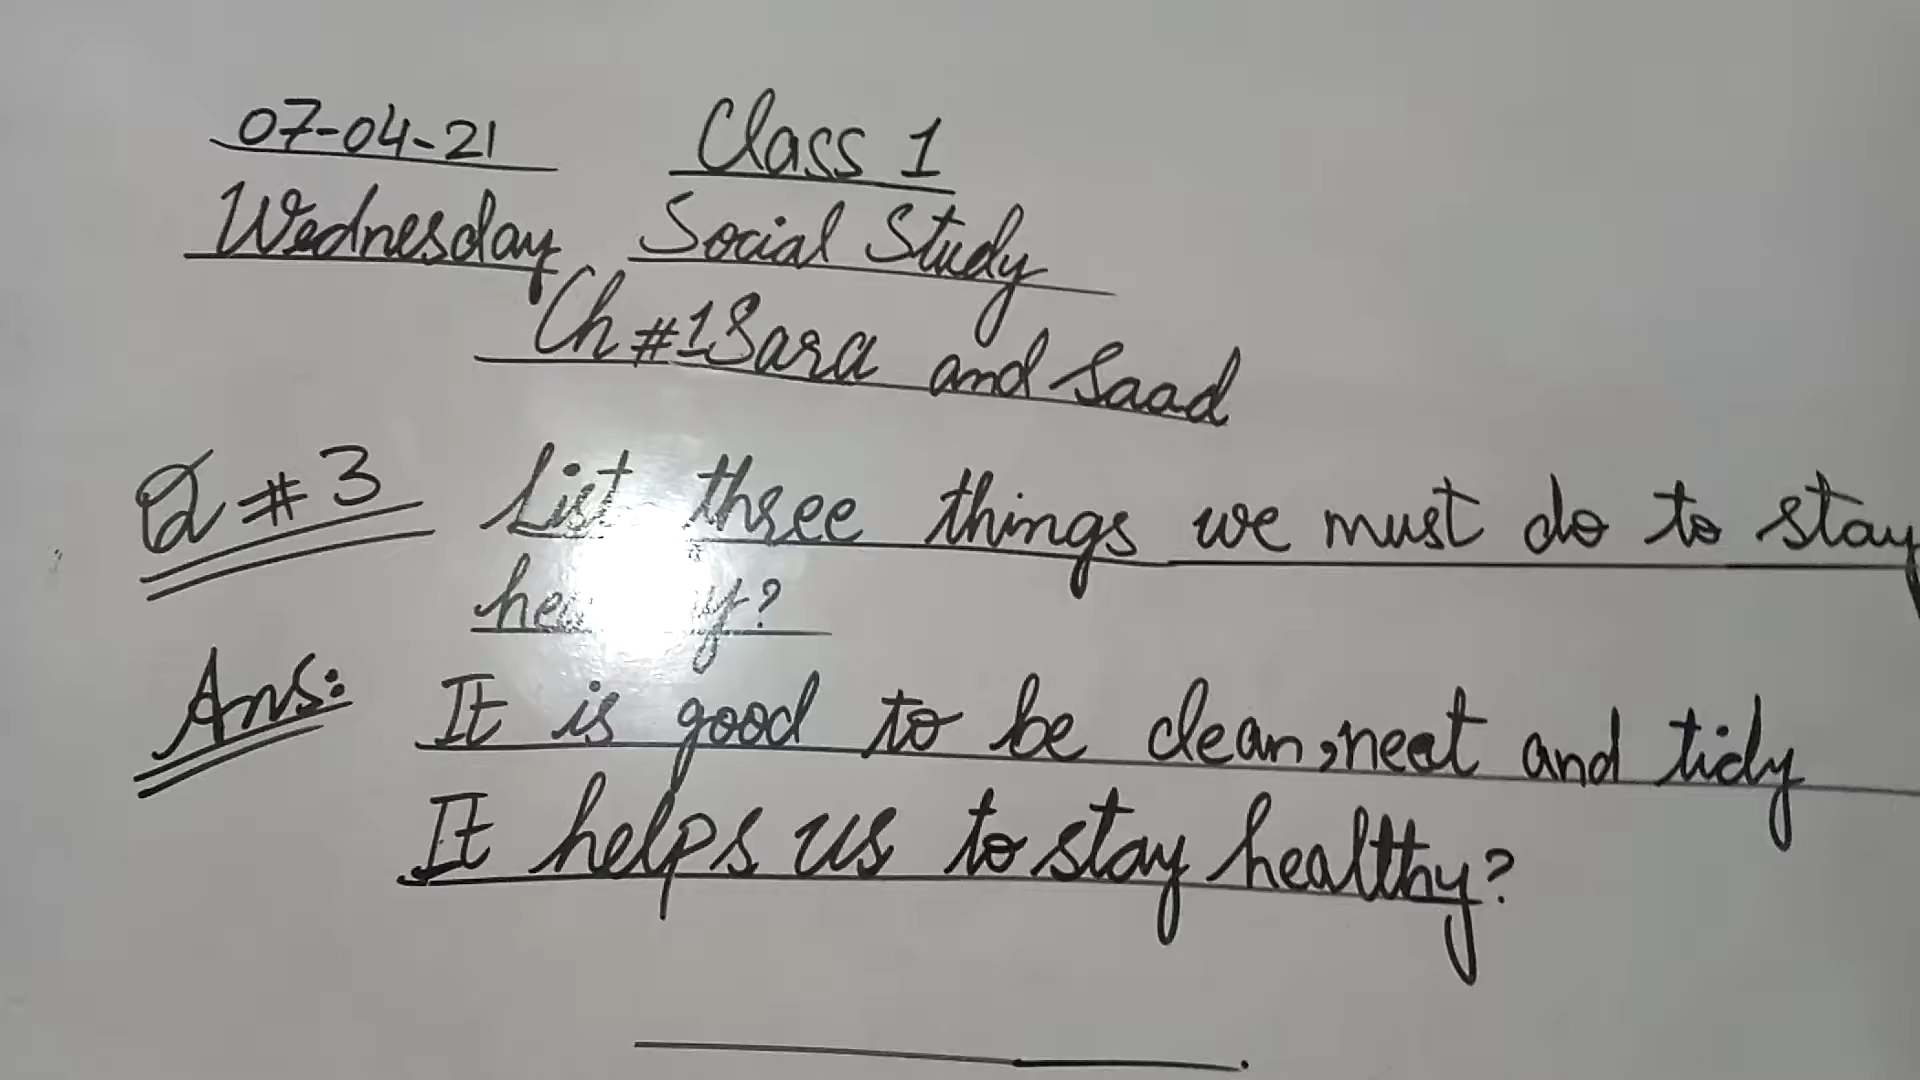 07-04-21 Class 1
Wednesday Social Study
Ch #1 Sara and Saad
Q #3 List three things we must do to stay
Ans: It is good to be clean, neat and tidy
It helps us to stay healthy?